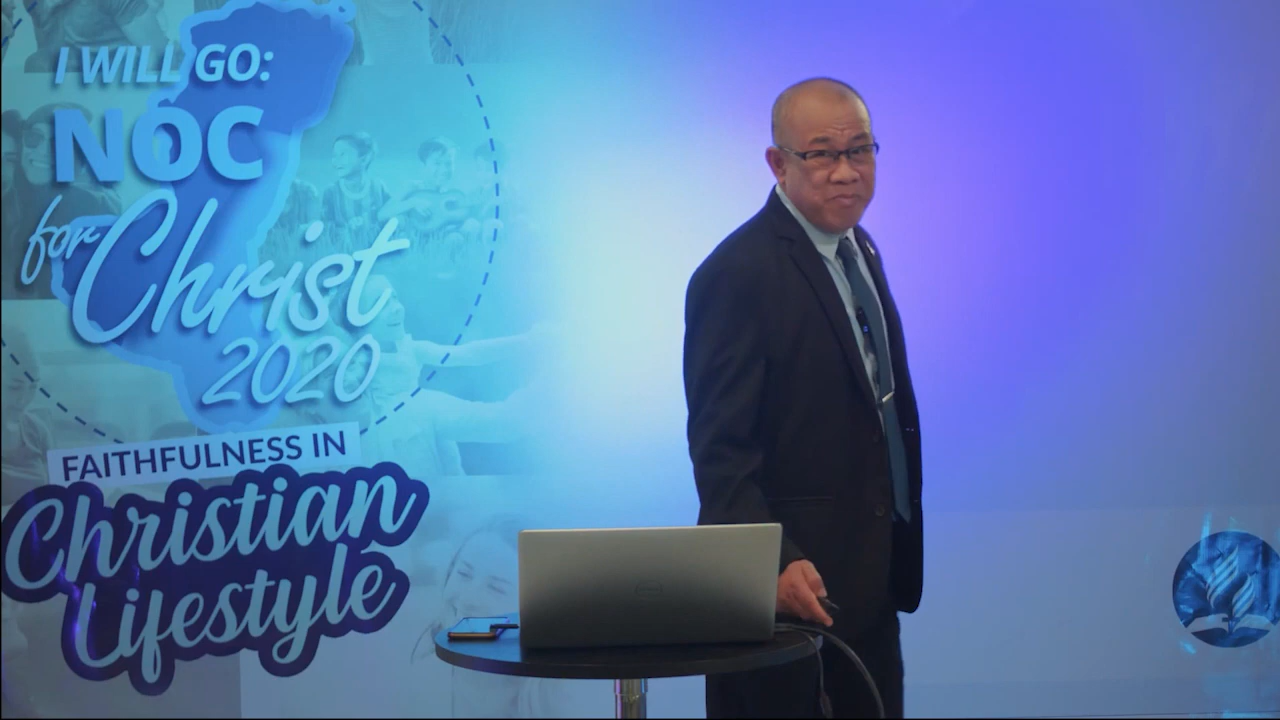 I WILL GO:
NOC
for Christ
2020
FAITHFULNESS IN
Christian
Lifestyle